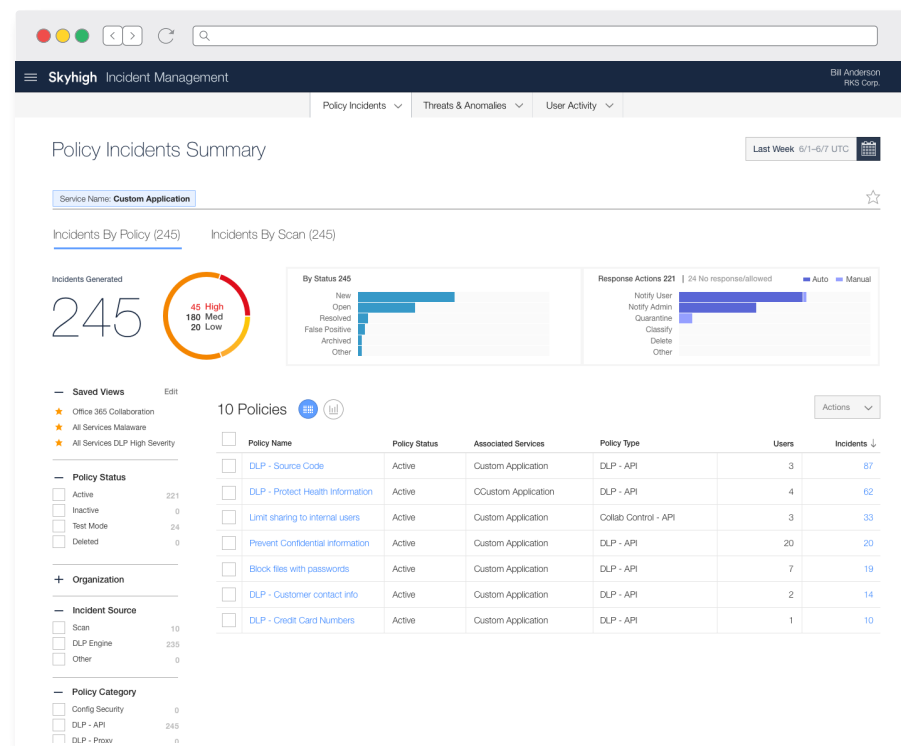 Skyhigh Incident Management
Bill Anderson
RKS Corp.
Policy Incidents
Threats & Anomalies
User Activity
Policy Incidents Summary
Last Week 6/1–6/7 UTC
Service Name: Custom Application
Incidents By Policy (245)
Incidents By Scan (245)
Incidents Generated
245
45 High
180 Med
20 Low
By Status 245
New
Open
Resolved
False Positive
Archived
Other
Response Actions 221 | 24 No response/allowed
Auto
Manual
Notify User
Notify Admin
Quarantine
Classify
Delete
Other
Saved Views Edit
Office 365 Collaboration
All Services Malaware
All Services DLP High Severity
Policy Status
Active 221
Inactive 0
Test Mode 24
Deleted 0
Organization
Incident Source
Scan 10
DLP Engine 235
Other 0
Policy Category
Config Security 0
DLP - API 245
DLP - Proxy 0
10 Policies
Actions
Policy Name Policy Status Associated Services Policy Type Users Incidents ↓
DLP - Source Code Active Custom Application DLP - API 3 87
DLP - Protect Health Information Active CCustom Application DLP - API 4 62
Limit sharing to internal users Active Custom Application Collab Control - API 3 33
Prevent Confidential information Active Custom Application DLP - API 20 20
Block files with passwords Active Custom Application DLP - API 7 19
DLP - Customer contact info Active Custom Application DLP - API 2 14
DLP - Credit Card Numbers Active Custom Application DLP - API 1 10